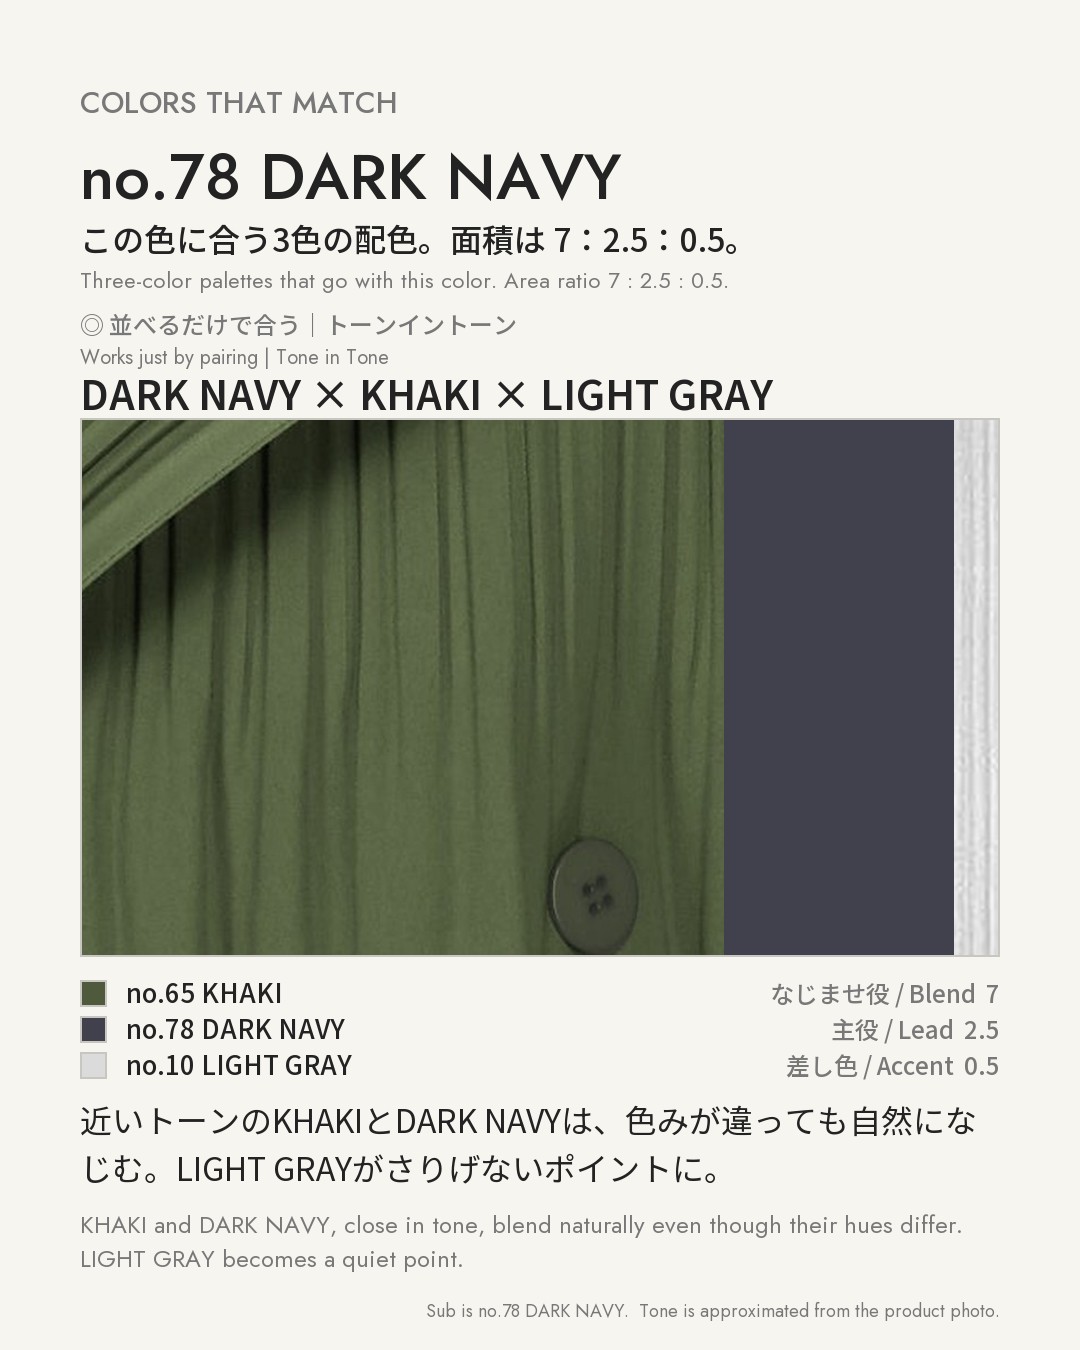 COLORS THAT MATCH
no.78 DARK NAVY
この色に合う3色の配色。面積は 7：2.5：0.5。
Three-color palettes that go with this color. Area ratio 7 : 2.5 : 0.5.
◎ 並べるだけで合う｜トーンイントーン
Works just by pairing | Tone in Tone
DARK NAVY × KHAKI × LIGHT GRAY
no.65 KHAKI なじませ役 / Blend 7
no.78 DARK NAVY 主役 / Lead 2.5
no.10 LIGHT GRAY 差し色 / Accent 0.5
近いトーンのKHAKIとDARK NAVYは、色みが違っても自然にな
じむ。LIGHT GRAYがさりげないポイントに。
KHAKI and DARK NAVY, close in tone, blend naturally even though their hues differ.
LIGHT GRAY becomes a quiet point.
Sub is no.78 DARK NAVY. Tone is approximated from the product photo.